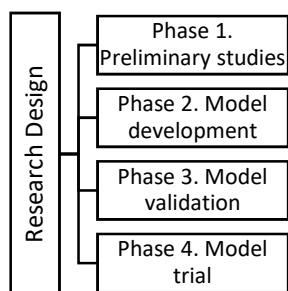 Research Design
Phase 1.
Preliminary studies
Phase 2. Model
development
Phase 3. Model
validation
Phase 4. Model
trial